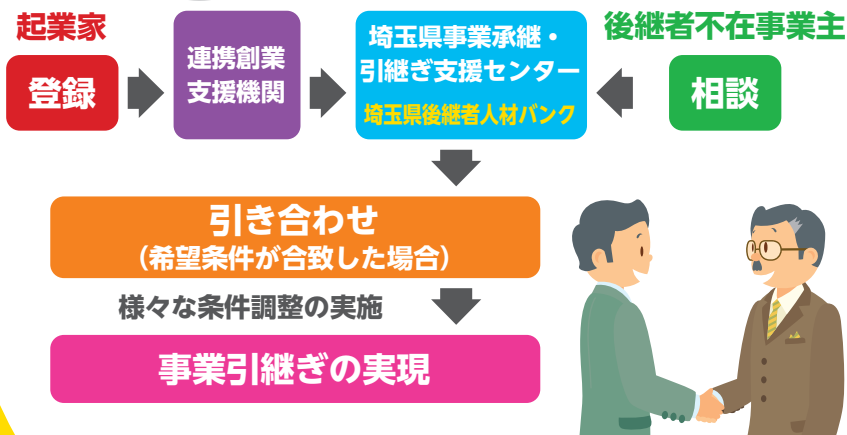 起業家
登録
連携創業
支援機関
埼玉県事業承継・
引継ぎ支援センター
埼玉県後継者人材バンク
後継者不在事業主
相談
引き合わせ
（希望条件が合致した場合）
様々な条件調整の実施
事業引継ぎの実現